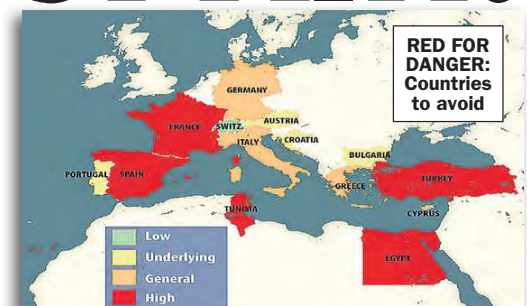 RED FOR
DANGER:
Countries
to avoid
GERMANY
FRANCE
SWITZ.
AUSTRIA
ITALY
CROATIA
PORTUGAL
SPAIN
BULGARIA
GREECE
TURKEY
TUNISIA
CYPRUS
EGYPT
Low
Underlying
General
High